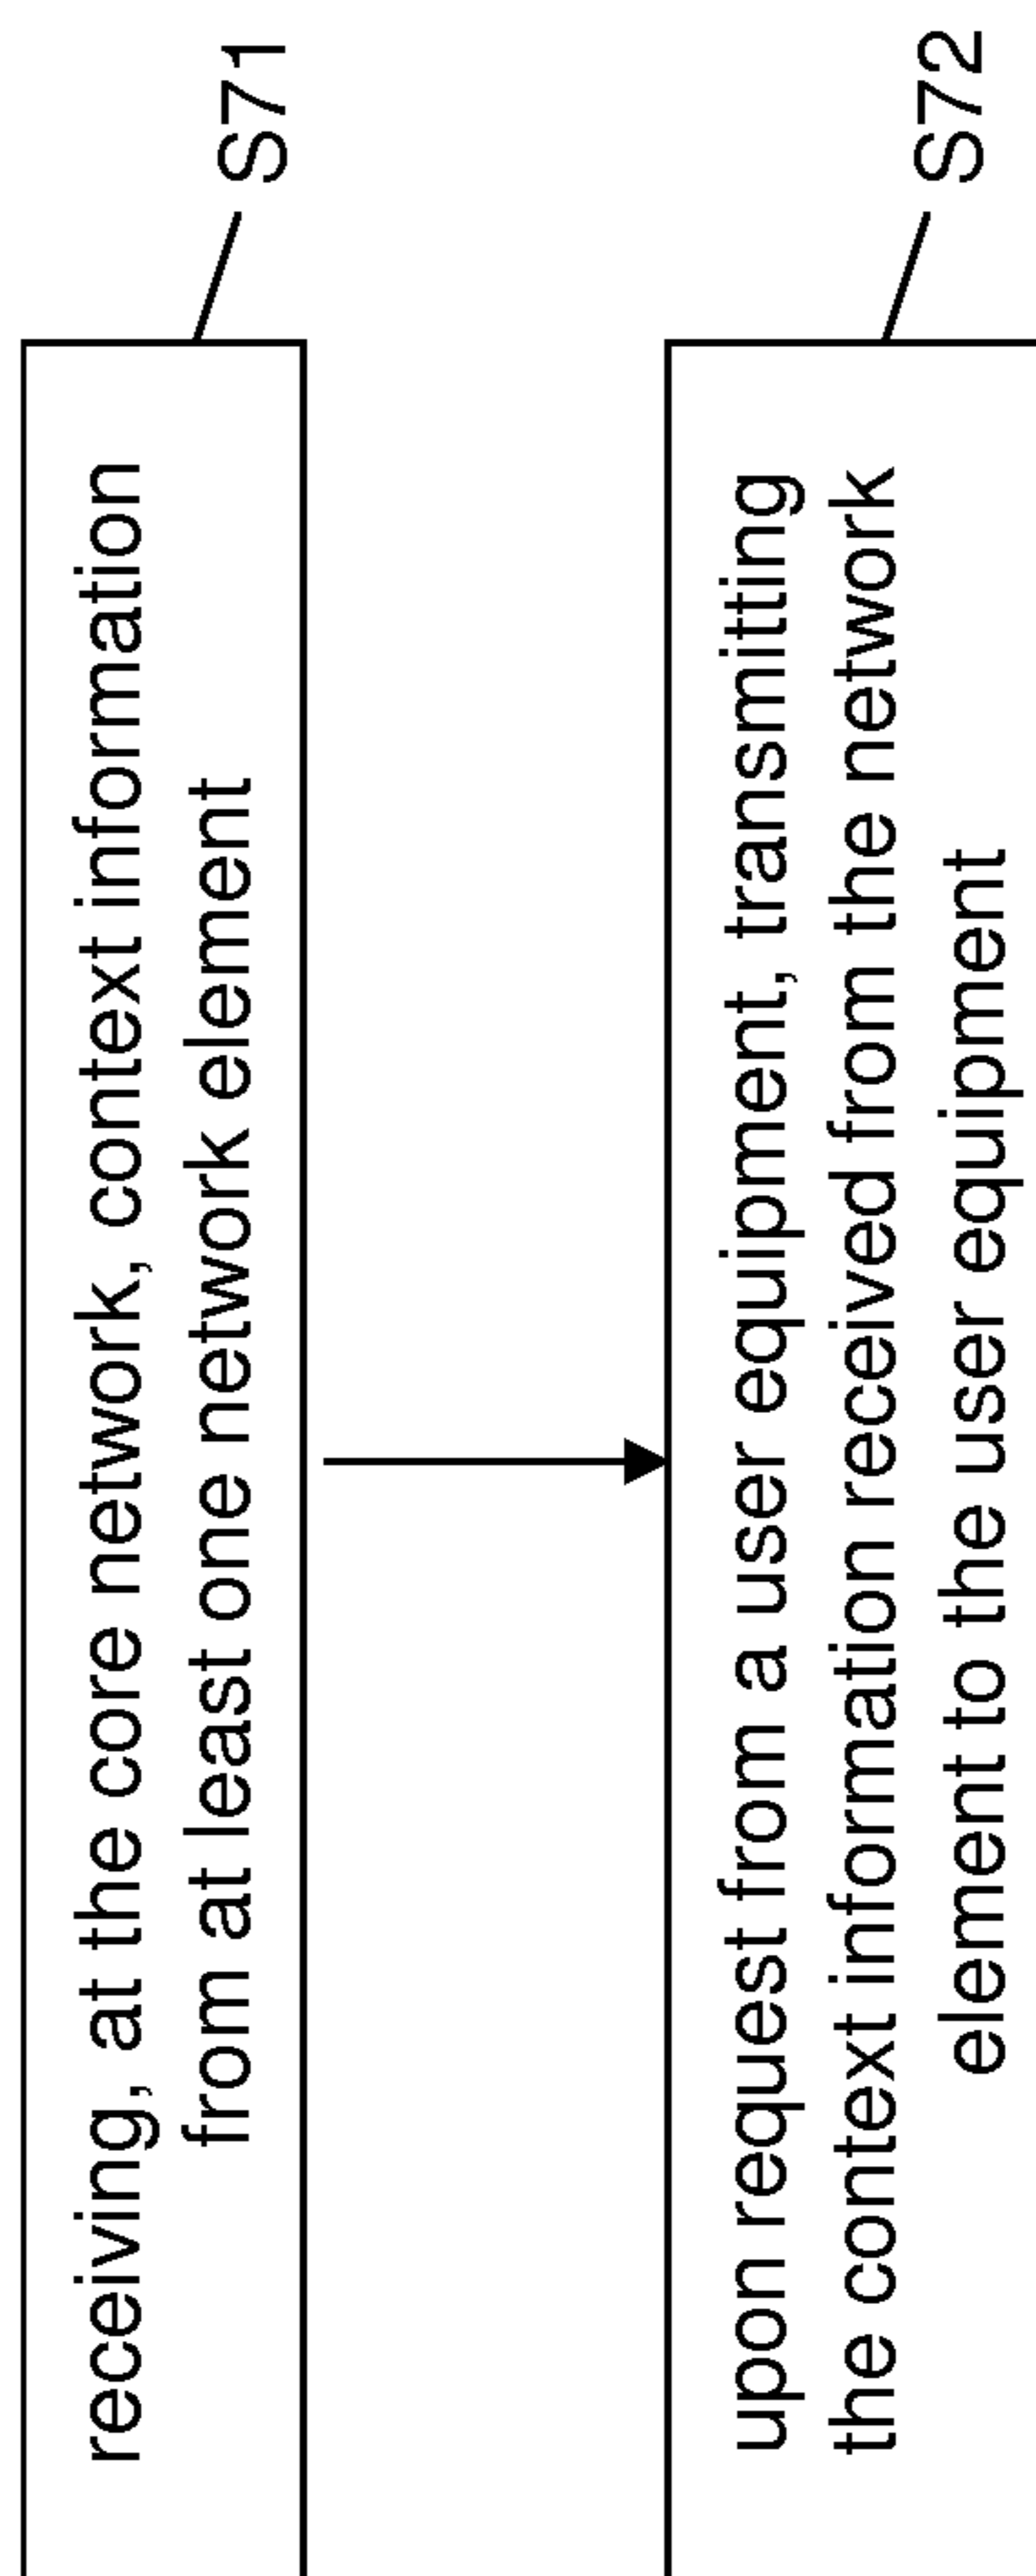 receiving, at the core network, context information
from at least one network element
S71
upon request from a user equipment, transmitting
the context information received from the network
element to the user equipment
S72